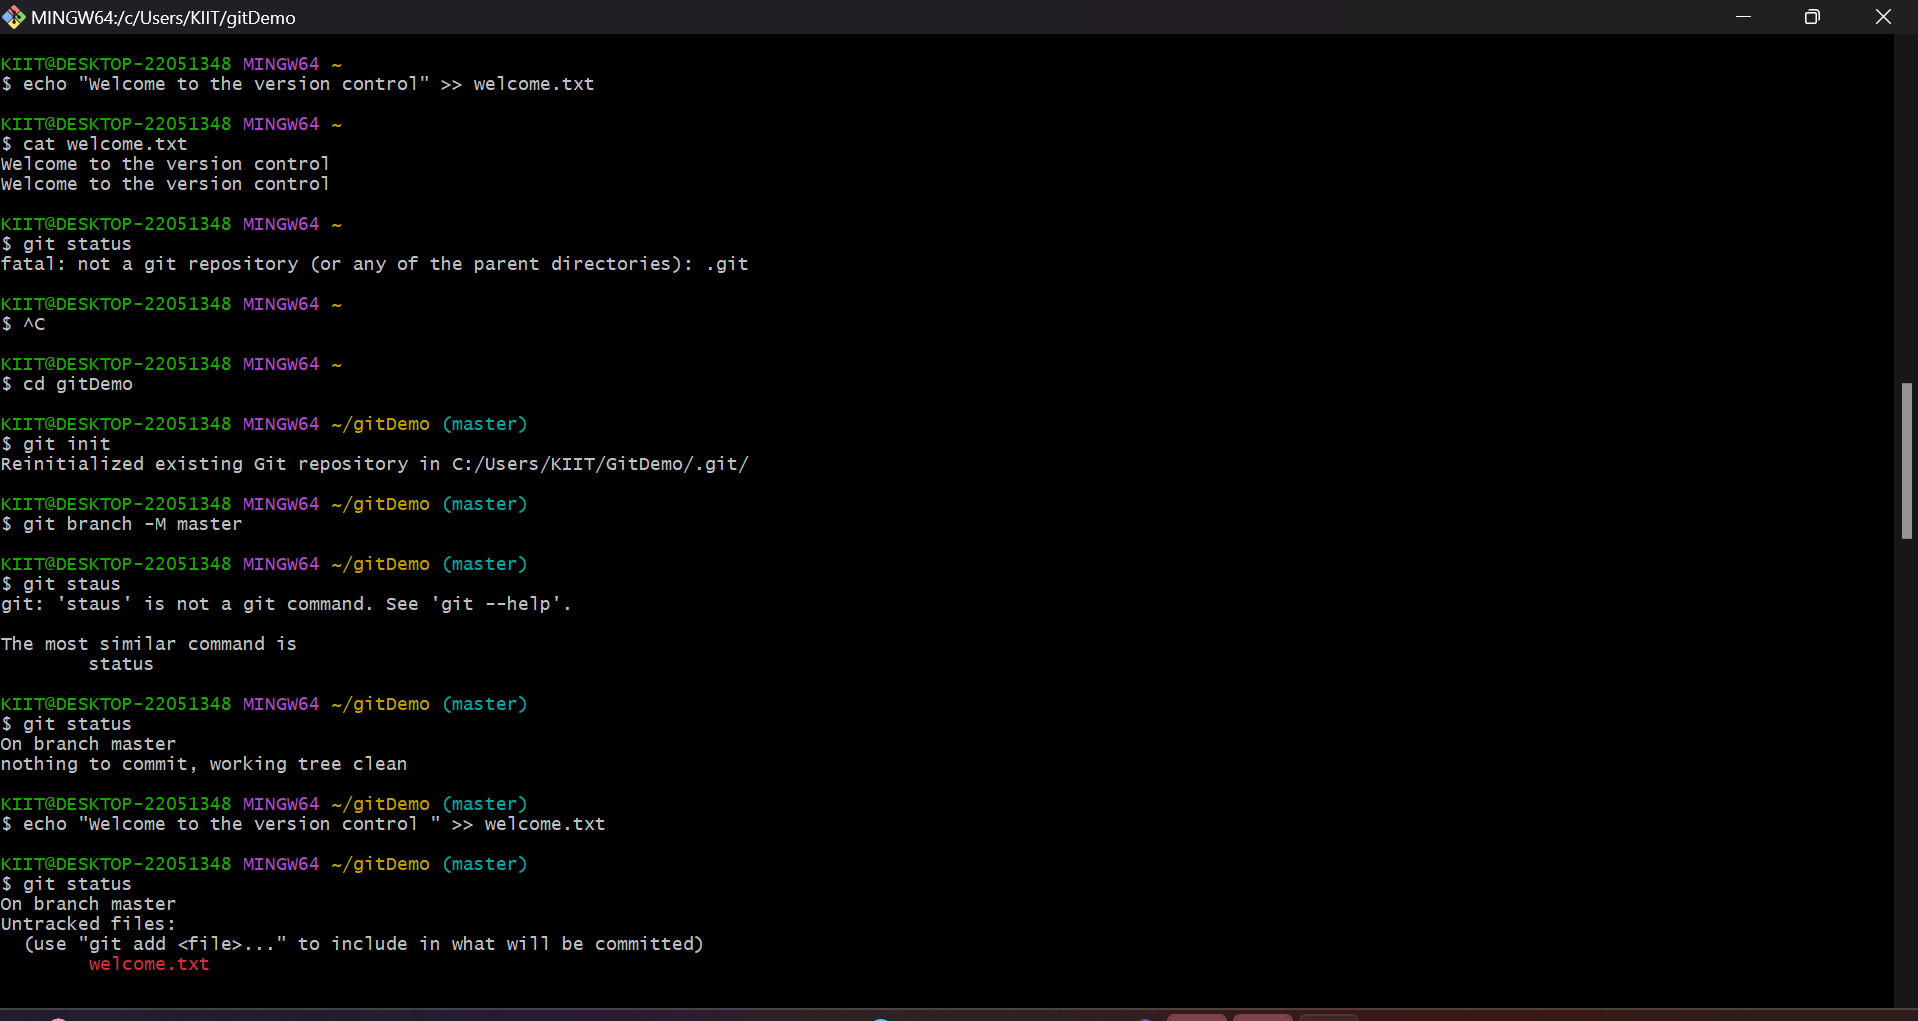 MINGW64:/c/Users/KIIT/gitDemo
KIIT@DESKTOP-22051348 MINGW64 ~
$ echo "Welcome to the version control" >> welcome.txt
KIIT@DESKTOP-22051348 MINGW64 ~
$ cat welcome.txt
Welcome to the version control
Welcome to the version control
KIIT@DESKTOP-22051348 MINGW64 ~
$ git status
fatal: not a git repository (or any of the parent directories): .git
KIIT@DESKTOP-22051348 MINGW64 ~
$ ^C
KIIT@DESKTOP-22051348 MINGW64 ~
$ cd gitDemo
KIIT@DESKTOP-22051348 MINGW64 ~/gitDemo (master)
$ git init
Reinitialized existing Git repository in C:/Users/KIIT/GitDemo/.git/
KIIT@DESKTOP-22051348 MINGW64 ~/gitDemo (master)
$ git branch -M master
KIIT@DESKTOP-22051348 MINGW64 ~/gitDemo (master)
$ git staus
git: 'staus' is not a git command. See 'git --help'.
The most similar command is
        status
KIIT@DESKTOP-22051348 MINGW64 ~/gitDemo (master)
$ git status
On branch master
nothing to commit, working tree clean
KIIT@DESKTOP-22051348 MINGW64 ~/gitDemo (master)
$ echo "Welcome to the version control " >> welcome.txt
KIIT@DESKTOP-22051348 MINGW64 ~/gitDemo (master)
$ git status
On branch master
Untracked files:
  (use "git add <file>..." to include in what will be committed)
        welcome.txt